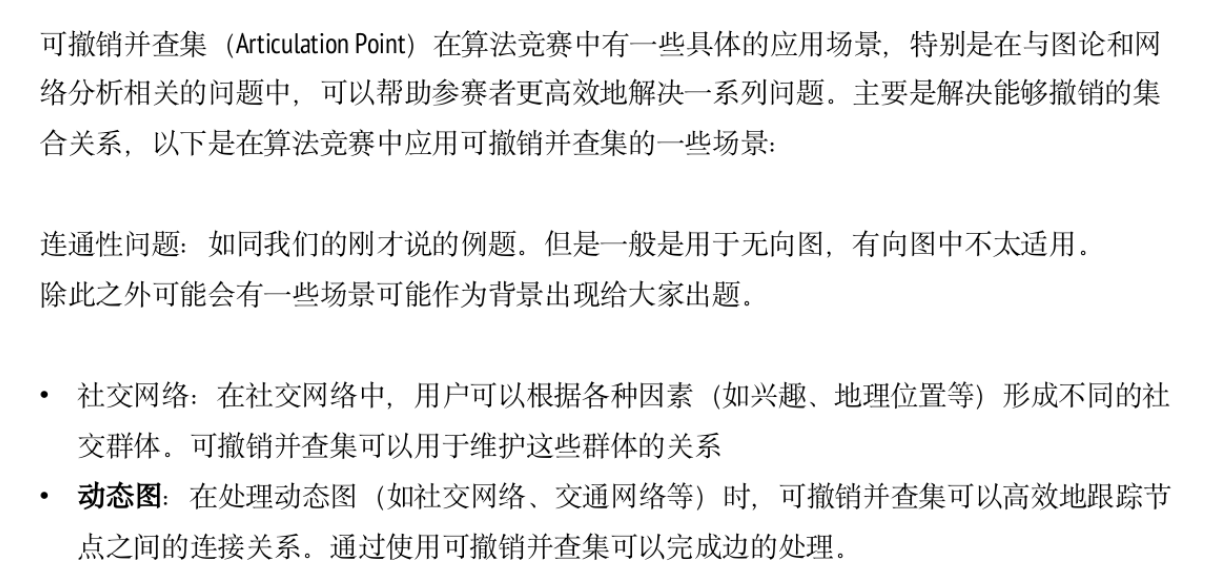 可撤销并查集（Articulation Point）在算法竞赛中有一些具体的应用场景，特别是在与图论和网
络分析相关的问题中，可以帮助参赛者更高效地解决一系列问题。主要是解决能够撤销的集
合关系，以下是在算法竞赛中应用可撤销并查集的一些场景：
连通性问题：如同我们的刚才说的例题。但是一般是用于无向图，有向图中不太适用。
除此之外可能会有一些场景可能作为背景出现给大家出题。
• 社交网络：在社交网络中，用户可以根据各种因素（如兴趣、地理位置等）形成不同的社
交群体。可撤销并查集可以用于维护这些群体的关系
• 动态图：在处理动态图（如社交网络、交通网络等）时，可撤销并查集可以高效地跟踪节
点之间的连接关系。通过使用可撤销并查集可以完成边的处理。